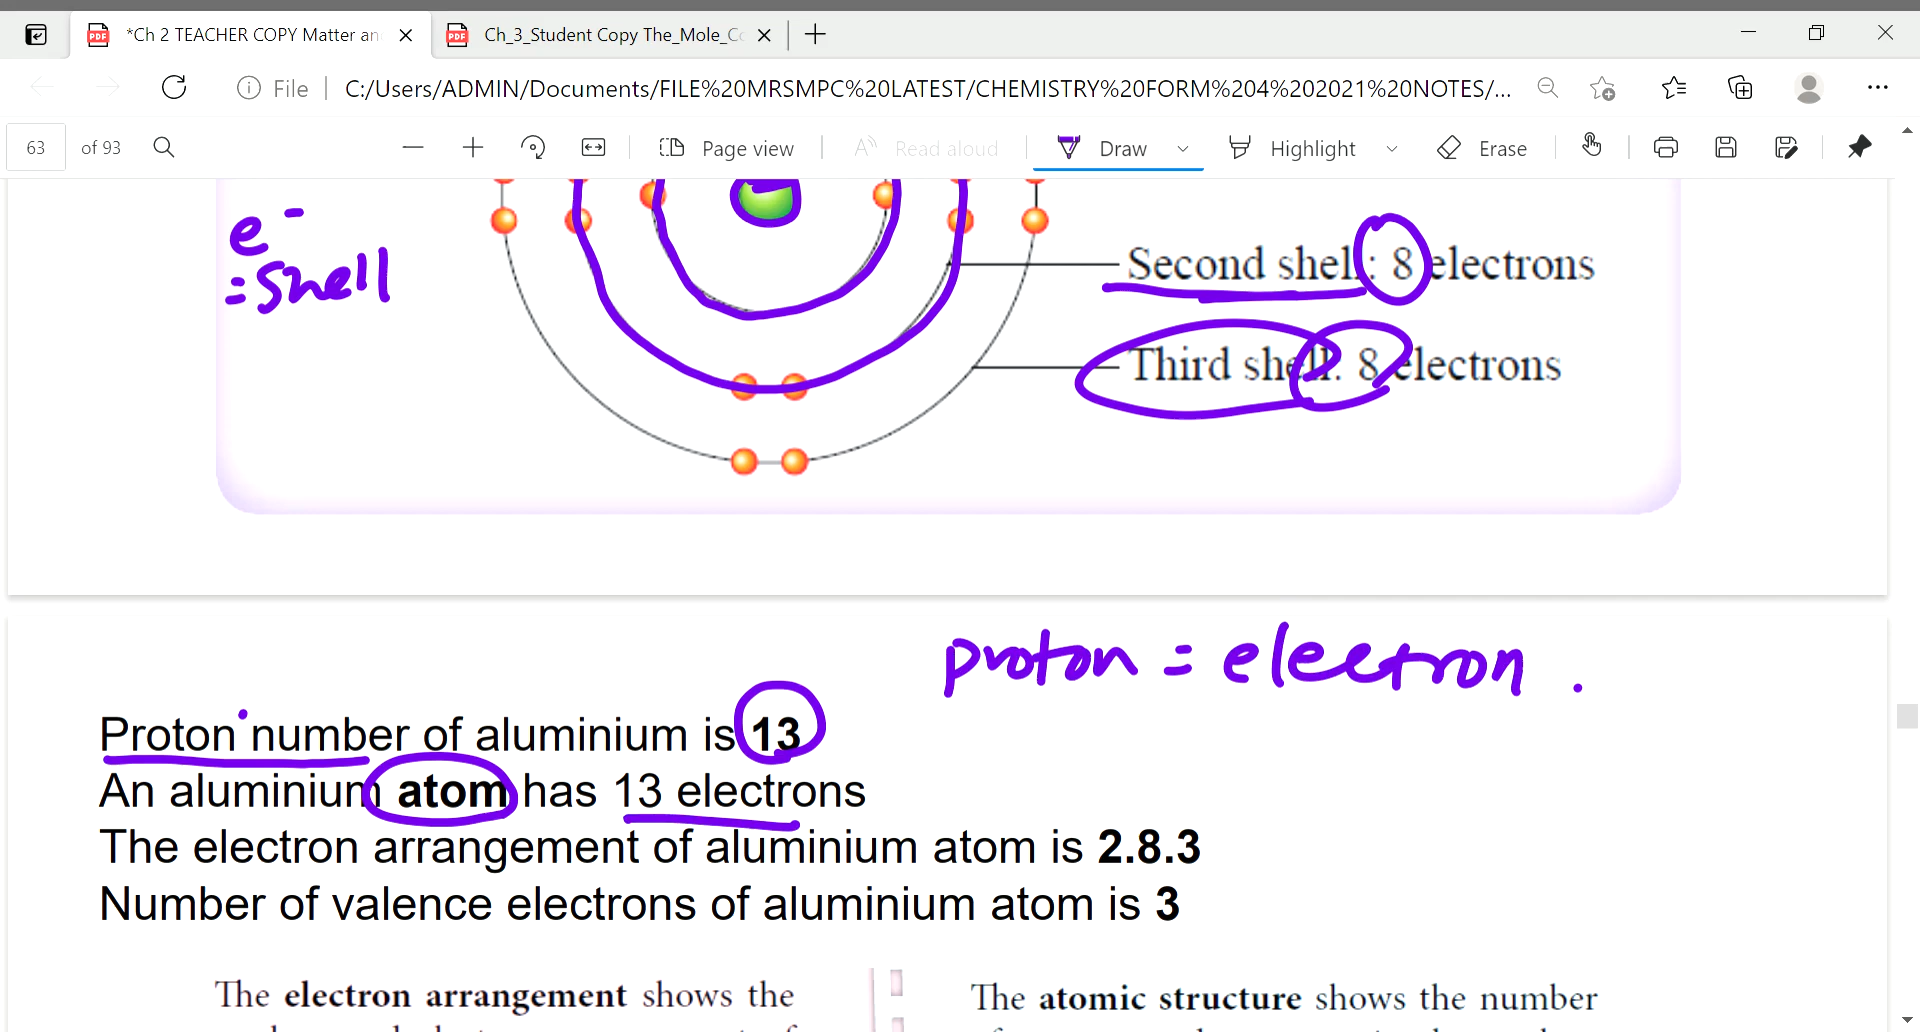 *Ch 2 TEACHER COPY Matter an
Ch_3_Student Copy The_Mole_Co
File
C:/Users/ADMIN/Documents/FILE%20MRSMPC%20LATEST/CHEMISTRY%20FORM%204%202021%20NOTES/...
63 of 93
Page view
Read aloud
Draw
Highlight
Erase
e-
= shell
Second shell: 8 electrons
Third shell: 8 electrons
proton = electron.
Proton number of aluminium is 13
An aluminium atom has 13 electrons
The electron arrangement of aluminium atom is 2.8.3
Number of valence electrons of aluminium atom is 3
The electron arrangement shows the
The atomic structure shows the number